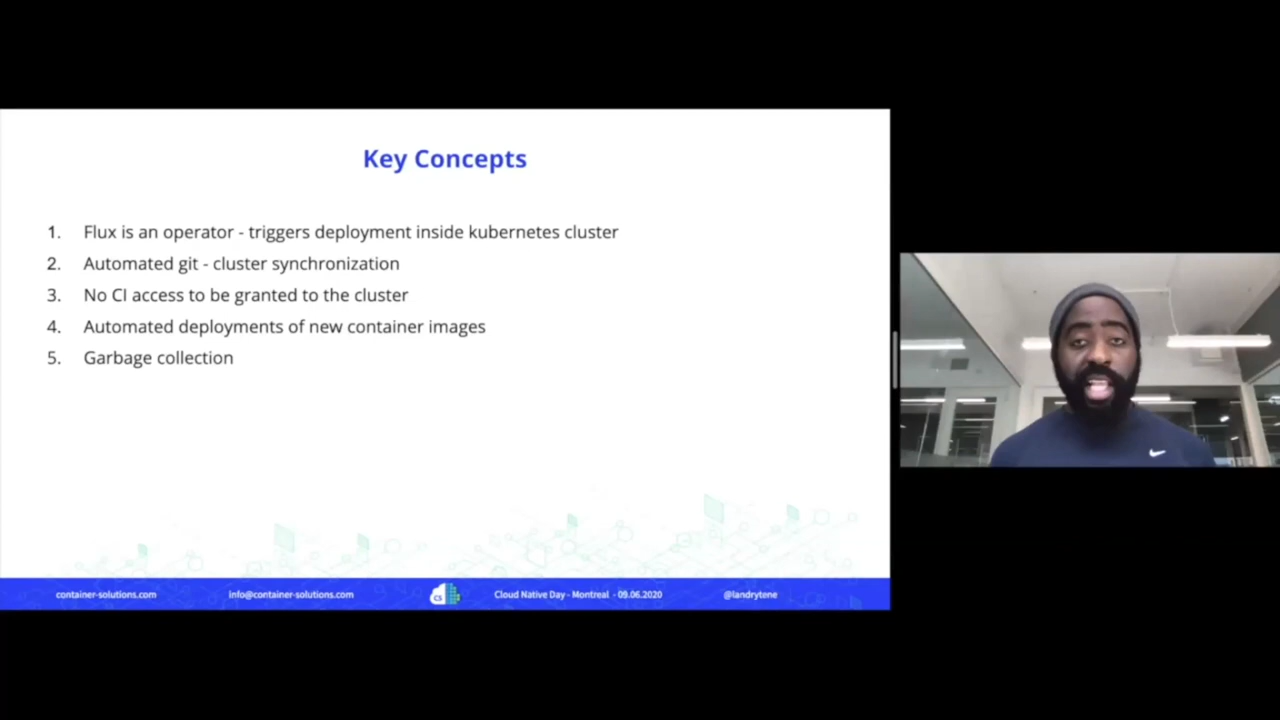 Key Concepts
1. Flux is an operator - triggers deployment inside kubernetes cluster
2. Automated git - cluster synchronization
3. No CI access to be granted to the cluster
4. Automated deployments of new container images
5. Garbage collection
container-solutions.com info@container-solutions.com CS Cloud Native Day - Montreal - 09.06.2020 @landrytene